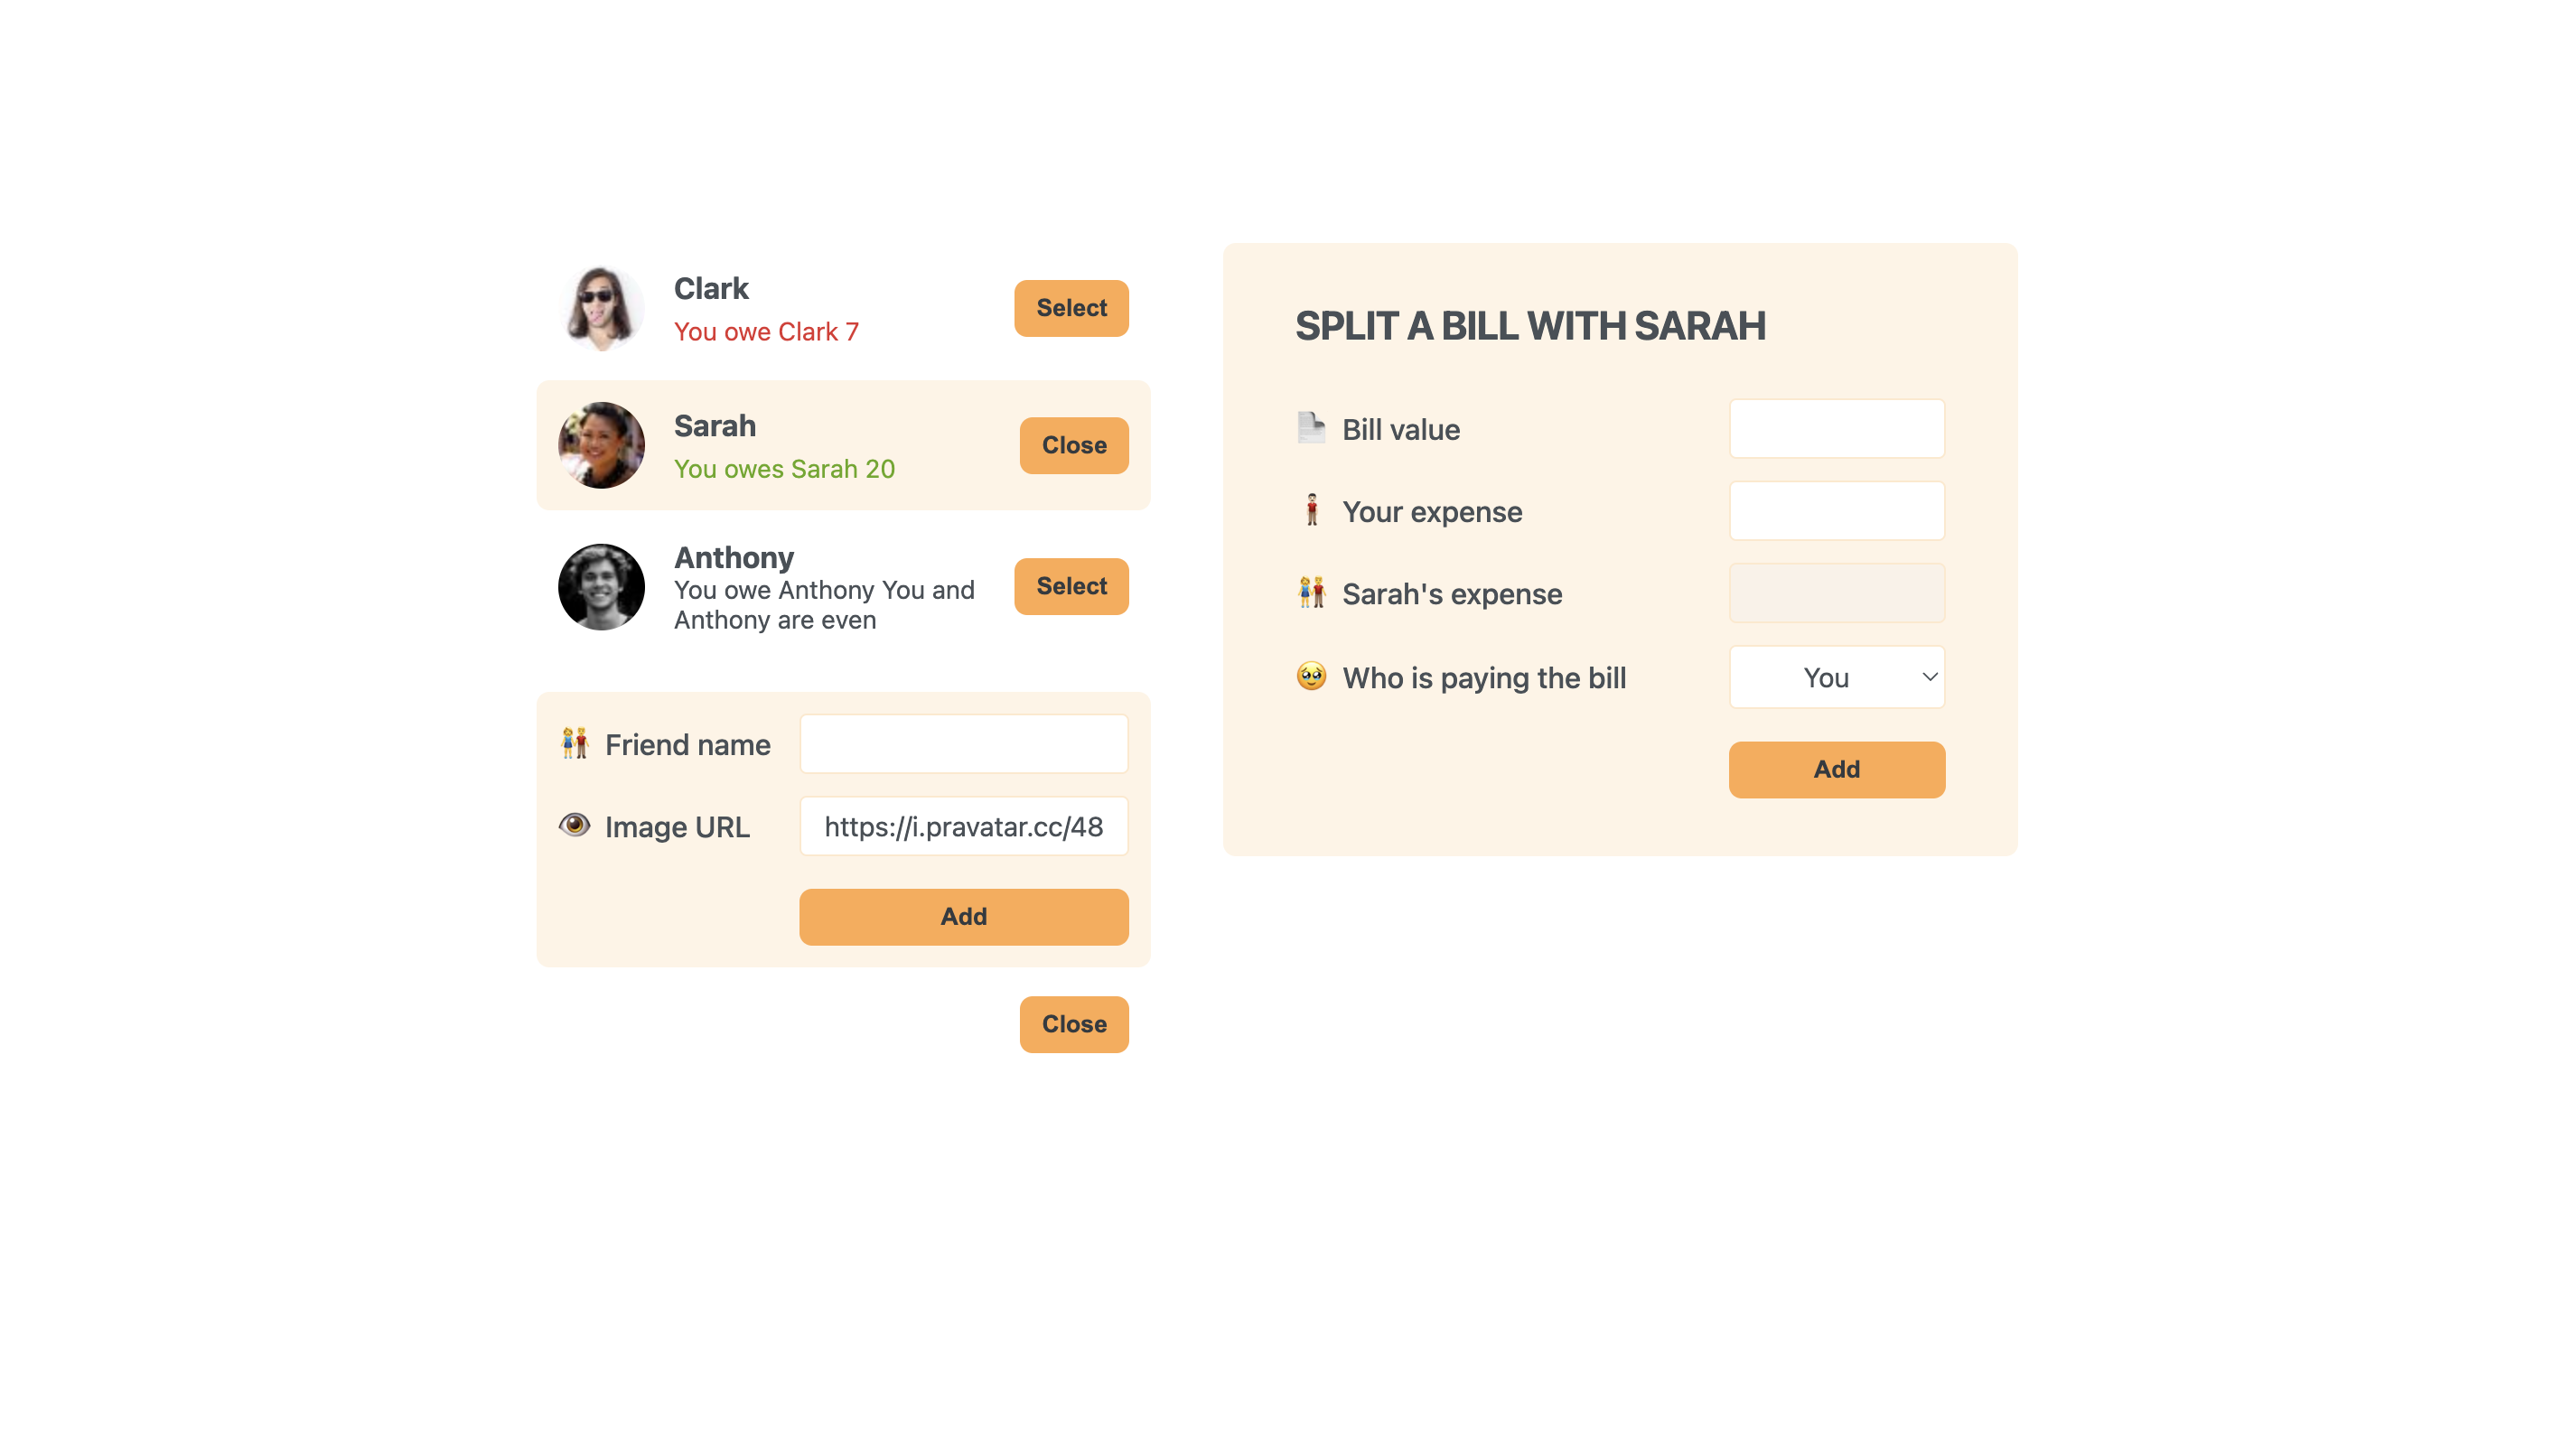 Clark
You owe Clark 7
Select
Sarah
You owes Sarah 20
Close
Anthony
You owe Anthony You and
Anthony are even
Select
Friend name
Image URL
https://i.pravatar.cc/48
Add
Close
SPLIT A BILL WITH SARAH
Bill value
Your expense
Sarah's expense
Who is paying the bill
You
Add